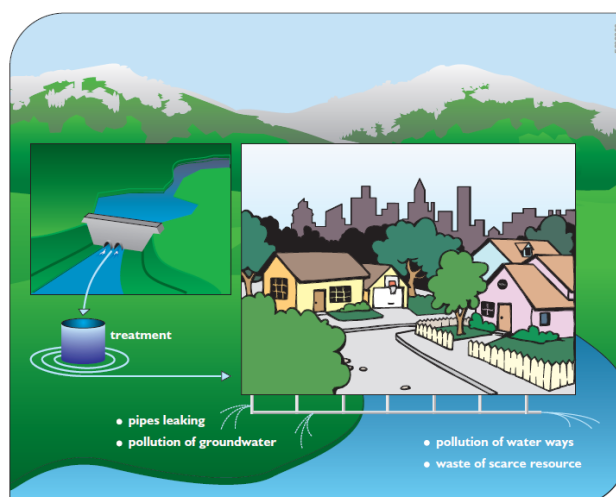 treatment
• pipes leaking
• pollution of groundwater
• pollution of water ways
• waste of scarce resource